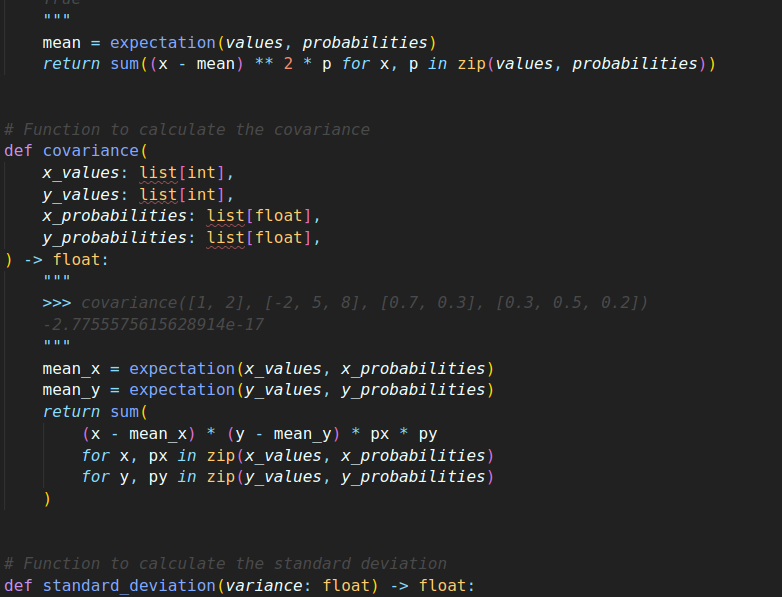 True
"""
mean = expectation(values, probabilities)
return sum((x - mean) ** 2 * p for x, p in zip(values, probabilities))
# Function to calculate the covariance
def covariance(
x_values: list[int],
y_values: list[int],
x_probabilities: list[float],
y_probabilities: list[float],
) -> float:
"""
>>> covariance([1, 2], [-2, 5, 8], [0.7, 0.3], [0.3, 0.5, 0.2])
-2.7755575615628914e-17
"""
mean_x = expectation(x_values, x_probabilities)
mean_y = expectation(y_values, y_probabilities)
return sum(
(x - mean_x) * (y - mean_y) * px * py
for x, px in zip(x_values, x_probabilities)
for y, py in zip(y_values, y_probabilities)
)
# Function to calculate the standard deviation
def standard_deviation(variance: float) -> float: